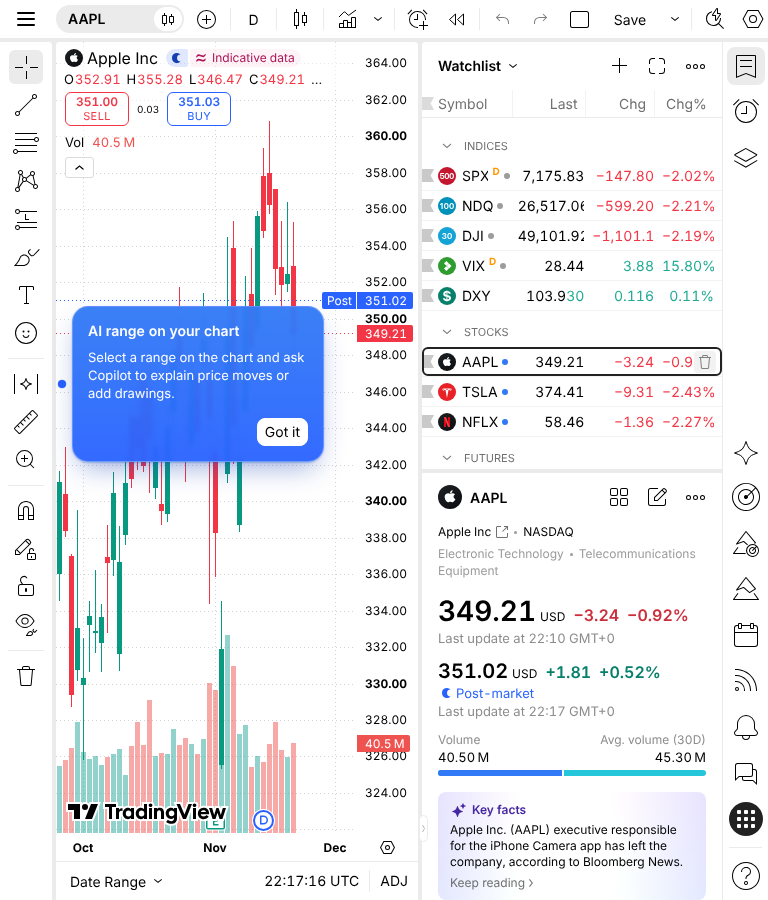 AAPL
D
Save
Apple Inc
Indicative data
O352.91 H355.28 L346.47 C349.21 ...
351.00
SELL
0.03
351.03
BUY
Vol 40.5 M
364.00
362.00
360.00
358.00
356.00
354.00
352.00
Post 351.02
350.00
349.21
348.00
346.00
344.00
342.00
340.00
338.00
336.00
334.00
332.00
330.00
328.00
40.5 M
326.00
324.00
AI range on your chart
Select a range on the chart and ask
Copilot to explain price moves or
add drawings.
Got it
TradingView
E
D
Oct
Nov
Dec
Date Range
22:17:16 UTC
ADJ
Watchlist
Symbol Last Chg Chg%
INDICES
500 SPX D 7,175.83 −147.80 −2.02%
100 NDQ 26,517.06 −599.20 −2.21%
30 DJI 49,101.92 −1,101.1 −2.19%
VIX D 28.44 3.88 15.80%
$ DXY 103.930 0.116 0.11%
STOCKS
AAPL 349.21 −3.24 −0.9
TSLA 374.41 −9.31 −2.43%
NFLX 58.46 −1.36 −2.27%
FUTURES
AAPL
Apple Inc • NASDAQ
Electronic Technology • Telecommunications
Equipment
349.21 USD −3.24 −0.92%
Last update at 22:10 GMT+0
351.02 USD +1.81 +0.52%
Post-market
Last update at 22:17 GMT+0
Volume Avg. volume (30D)
40.50 M 45.30 M
Key facts
Apple Inc. (AAPL) executive responsible
for the iPhone Camera app has left the
company, according to Bloomberg News.
Keep reading